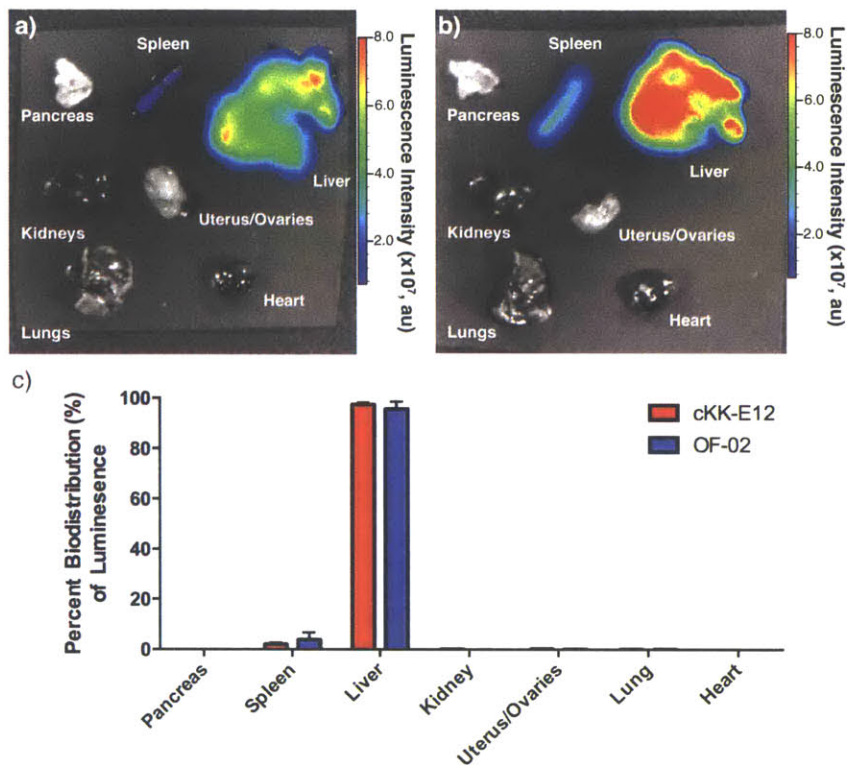 a)
Spleen
Pancreas
Liver
Kidneys
Uterus/Ovaries
Lungs
Heart
8.0
6.0
4.0
2.0
Luminescence Intensity (x10⁷, au)
b)
Spleen
Pancreas
Liver
Kidneys
Uterus/Ovaries
Lungs
Heart
8.0
6.0
4.0
2.0
Luminescence Intensity (x10⁷, au)
c)
Percent Biodistribution (%)
of Luminesence
100
80
60
40
20
0
cKK-E12
OF-02
Pancreas
Spleen
Liver
Kidney
Uterus/Ovaries
Lung
Heart